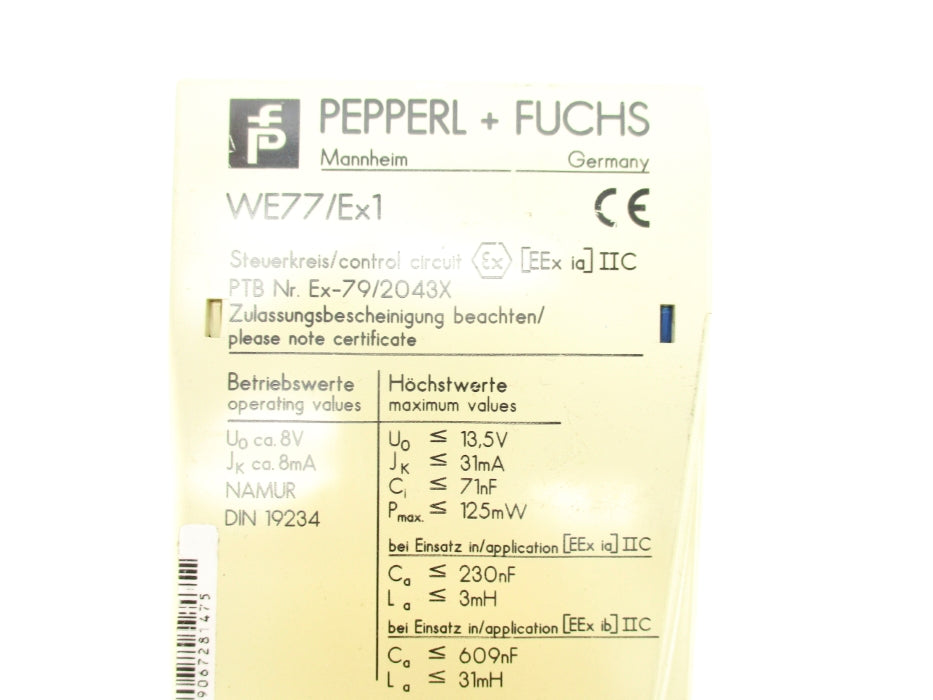 PEPPERL + FUCHS
Mannheim Germany
WE77/Ex1 CE
Steuerkreis/control circuit Ex [EEx ia] IIC
PTB Nr. Ex-79/2043X
Zulassungsbescheinigung beachten/
please note certificate
Betriebswerte
operating values
U₀ ca. 8V
Jₖ ca. 8mA
NAMUR
DIN 19234
Höchstwerte
maximum values
U₀ ≤ 13,5V
Jₖ ≤ 31mA
Cᵢ ≤ 71nF
Pmax. ≤ 125mW
bei Einsatz in/application [EEx ia] IIC
Cₐ ≤ 230nF
Lₐ ≤ 3mH
bei Einsatz in/application [EEx ib] IIC
Cₐ ≤ 609nF
Lₐ ≤ 31mH
9067281475